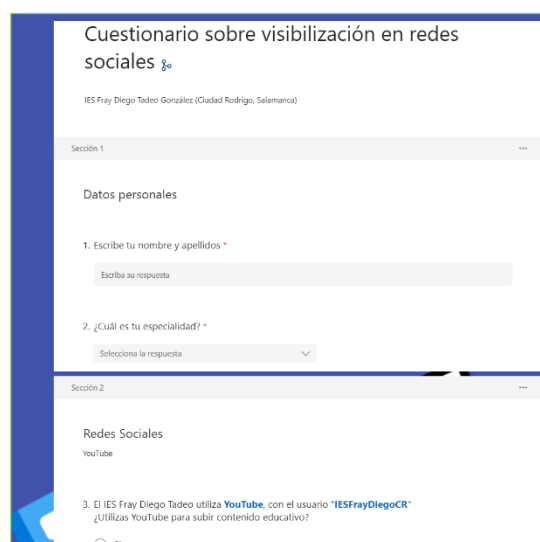 Cuestionario sobre visibilización en redes
sociales
IES Fray Diego Tadeo González (Ciudad Rodrigo, Salamanca)
Sección 1
...
Datos personales
1. Escribe tu nombre y apellidos *
Escriba su respuesta
2. ¿Cuál es tu especialidad? *
Selecciona la respuesta
Sección 2
...
Redes Sociales
YouTube
3. El IES Fray Diego Tadeo utiliza YouTube, con el usuario "IESFrayDiegoCR"
¿Utilizas YouTube para subir contenido educativo?